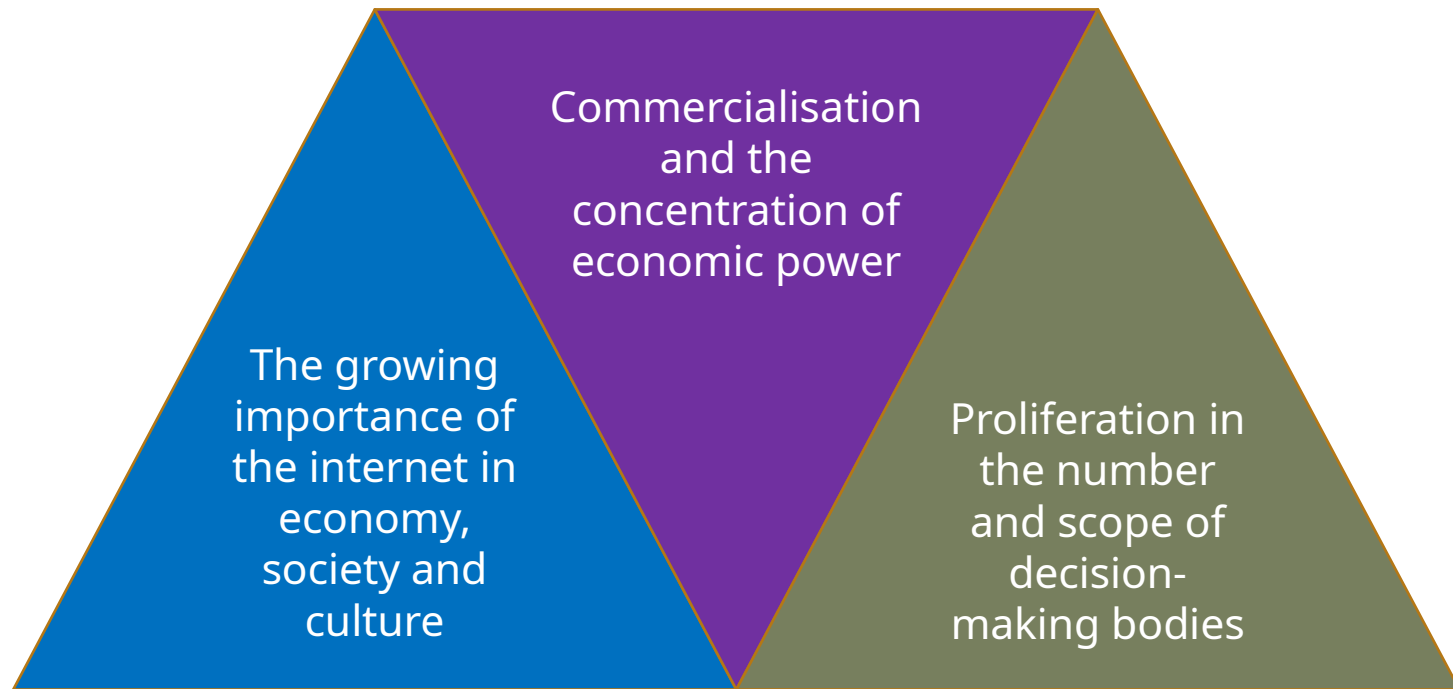 The growing
importance of
the internet in
economy,
society and
culture
Commercialisation
and the
concentration of
economic power
Proliferation in
the number
and scope of
decision-
making bodies